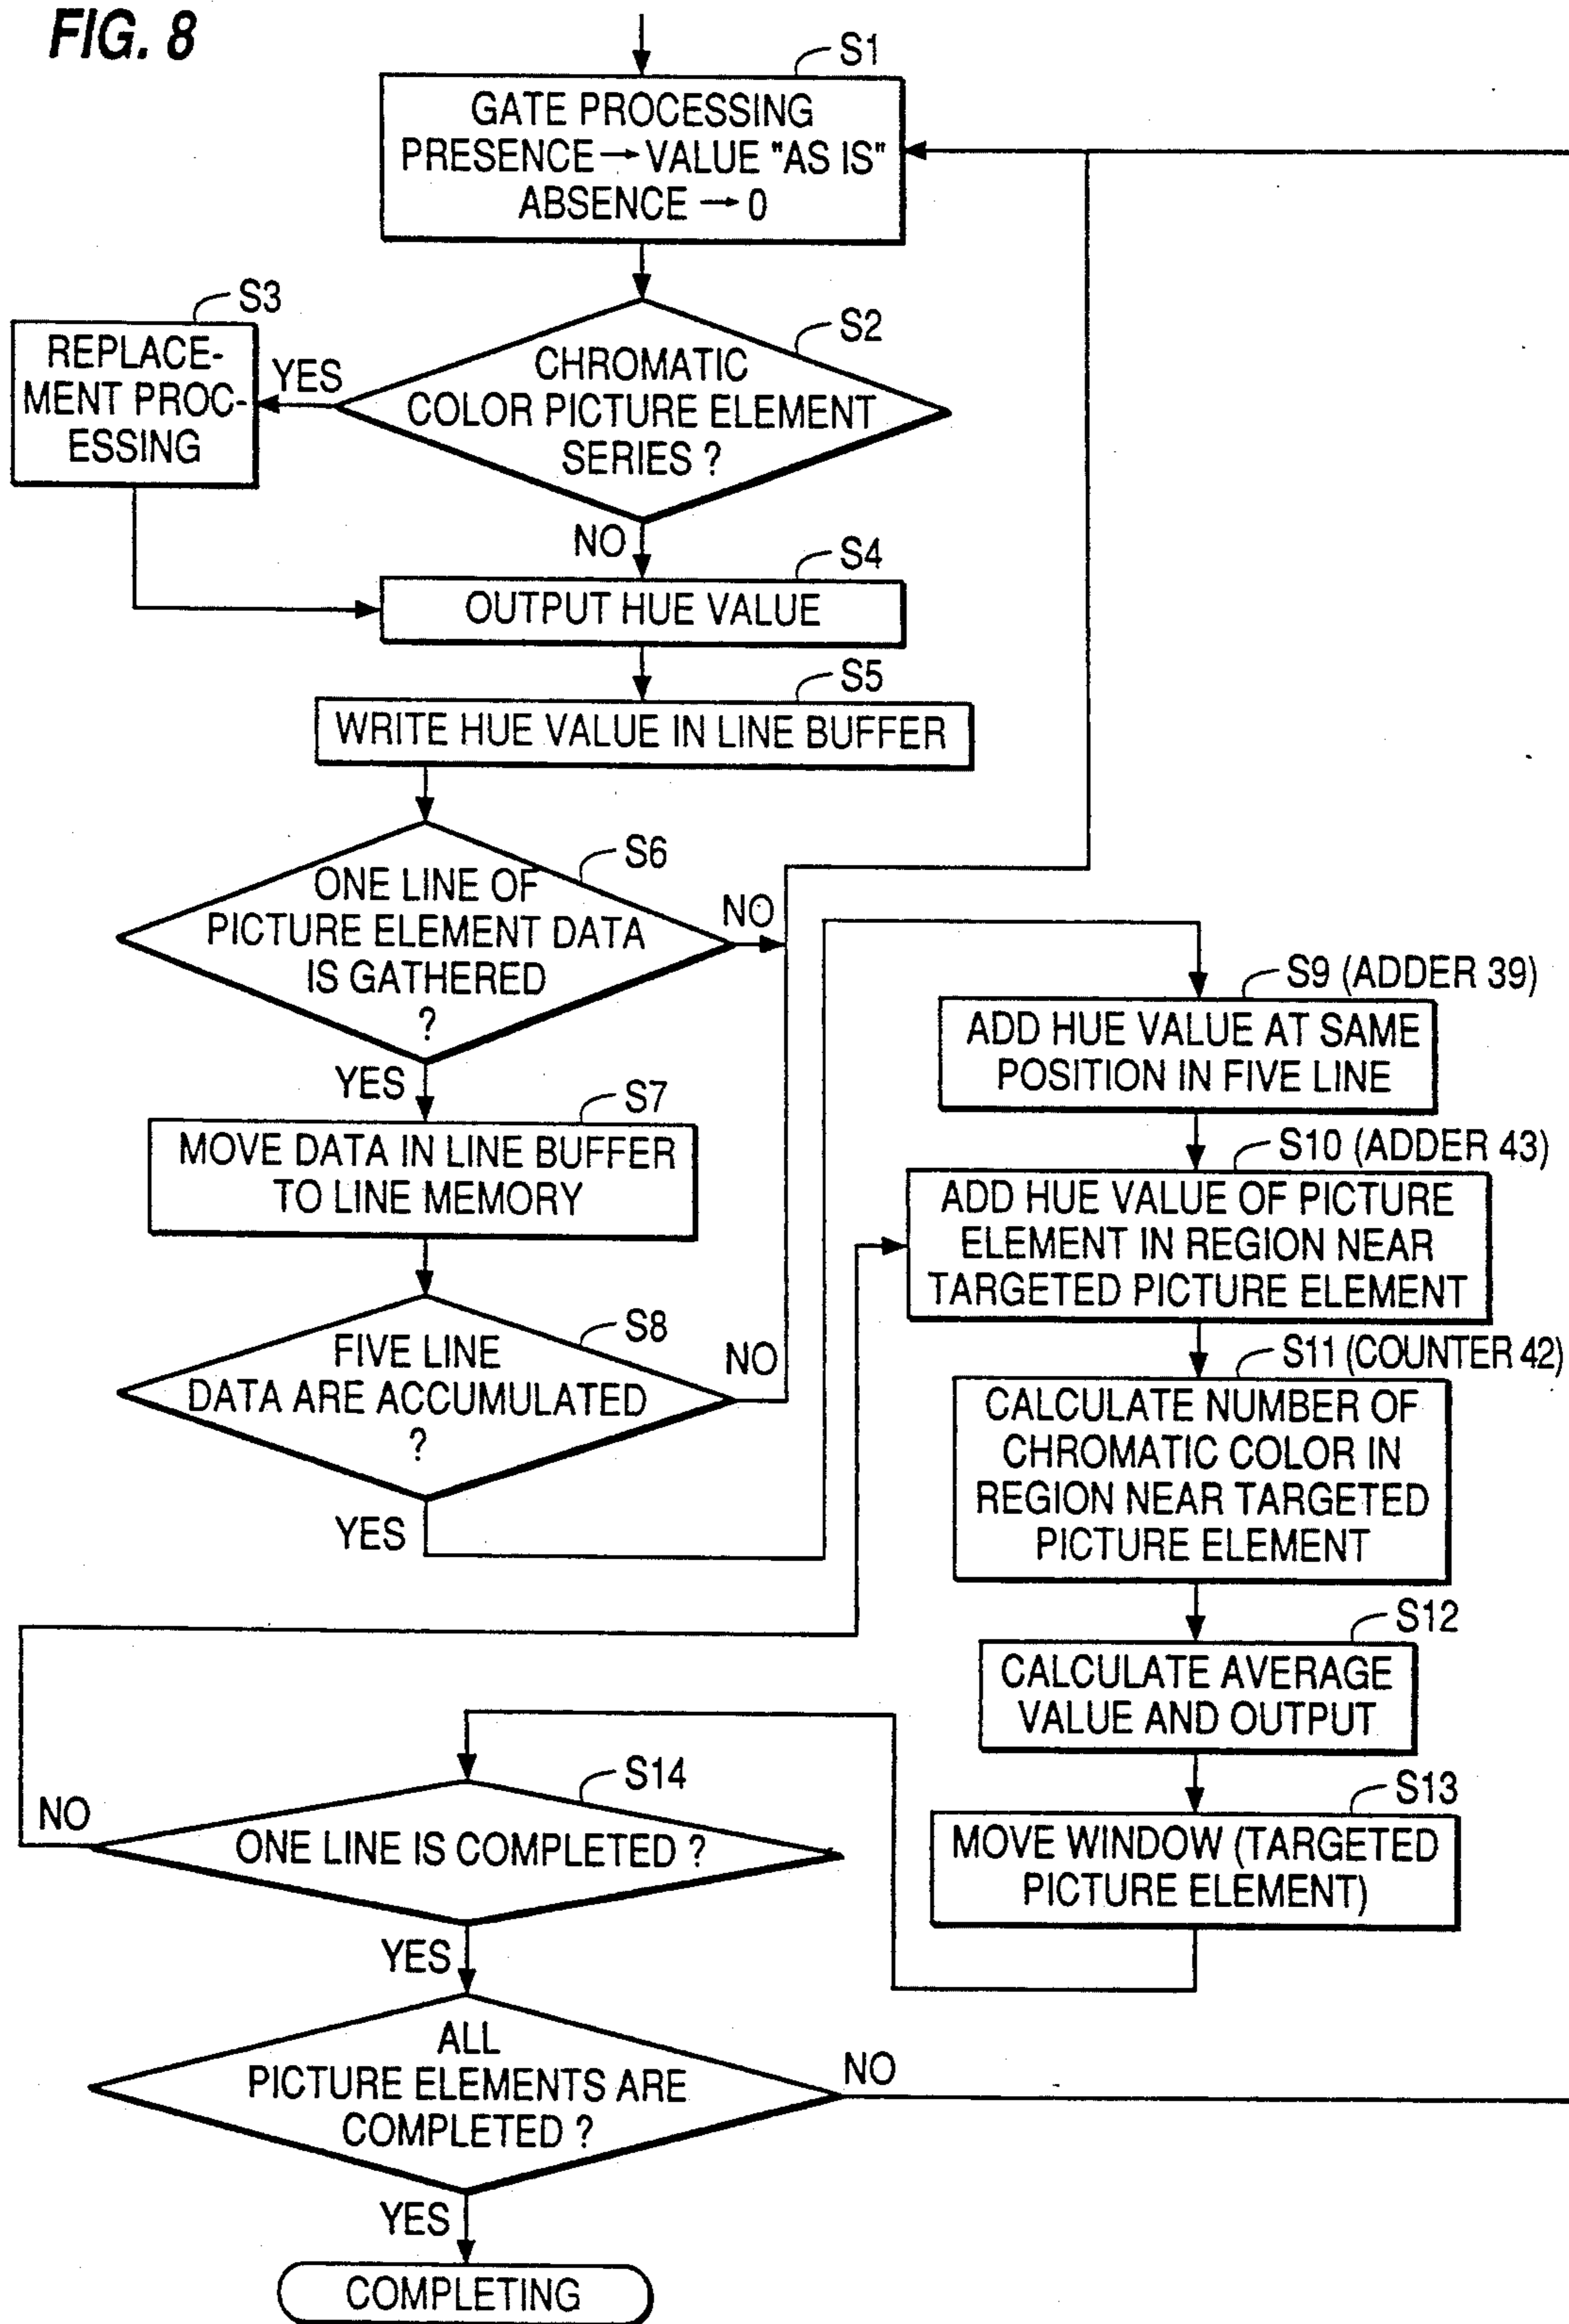 FIG. 8
S1
GATE PROCESSING
PRESENCE → VALUE "AS IS"
ABSENCE → 0
S2
CHROMATIC
COLOR PICTURE ELEMENT
SERIES ?
YES
S3
REPLACE-
MENT PROC-
ESSING
NO
S4
OUTPUT HUE VALUE
S5
WRITE HUE VALUE IN LINE BUFFER
S6
ONE LINE OF
PICTURE ELEMENT DATA
IS GATHERED
?
NO
YES
S7
MOVE DATA IN LINE BUFFER
TO LINE MEMORY
S8
FIVE LINE
DATA ARE ACCUMULATED
?
NO
YES
S9 (ADDER 39)
ADD HUE VALUE AT SAME
POSITION IN FIVE LINE
S10 (ADDER 43)
ADD HUE VALUE OF PICTURE
ELEMENT IN REGION NEAR
TARGETED PICTURE ELEMENT
S11 (COUNTER 42)
CALCULATE NUMBER OF
CHROMATIC COLOR IN
REGION NEAR TARGETED
PICTURE ELEMENT
S12
CALCULATE AVERAGE
VALUE AND OUTPUT
S13
MOVE WINDOW (TARGETED
PICTURE ELEMENT)
S14
ONE LINE IS COMPLETED ?
NO
YES
ALL
PICTURE ELEMENTS ARE
COMPLETED ?
NO
YES
COMPLETING